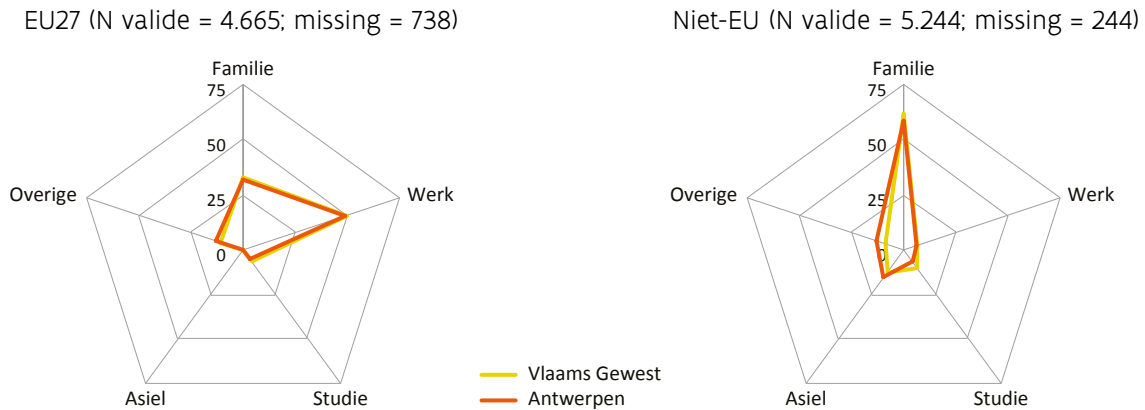 EU27 (N valide = 4.665; missing = 738)
Familie
75
50
25
0
Overige
Werk
Asiel
Studie
Niet-EU (N valide = 5.244; missing = 244)
Familie
75
50
25
0
Overige
Werk
Asiel
Studie
Vlaams Gewest
Antwerpen